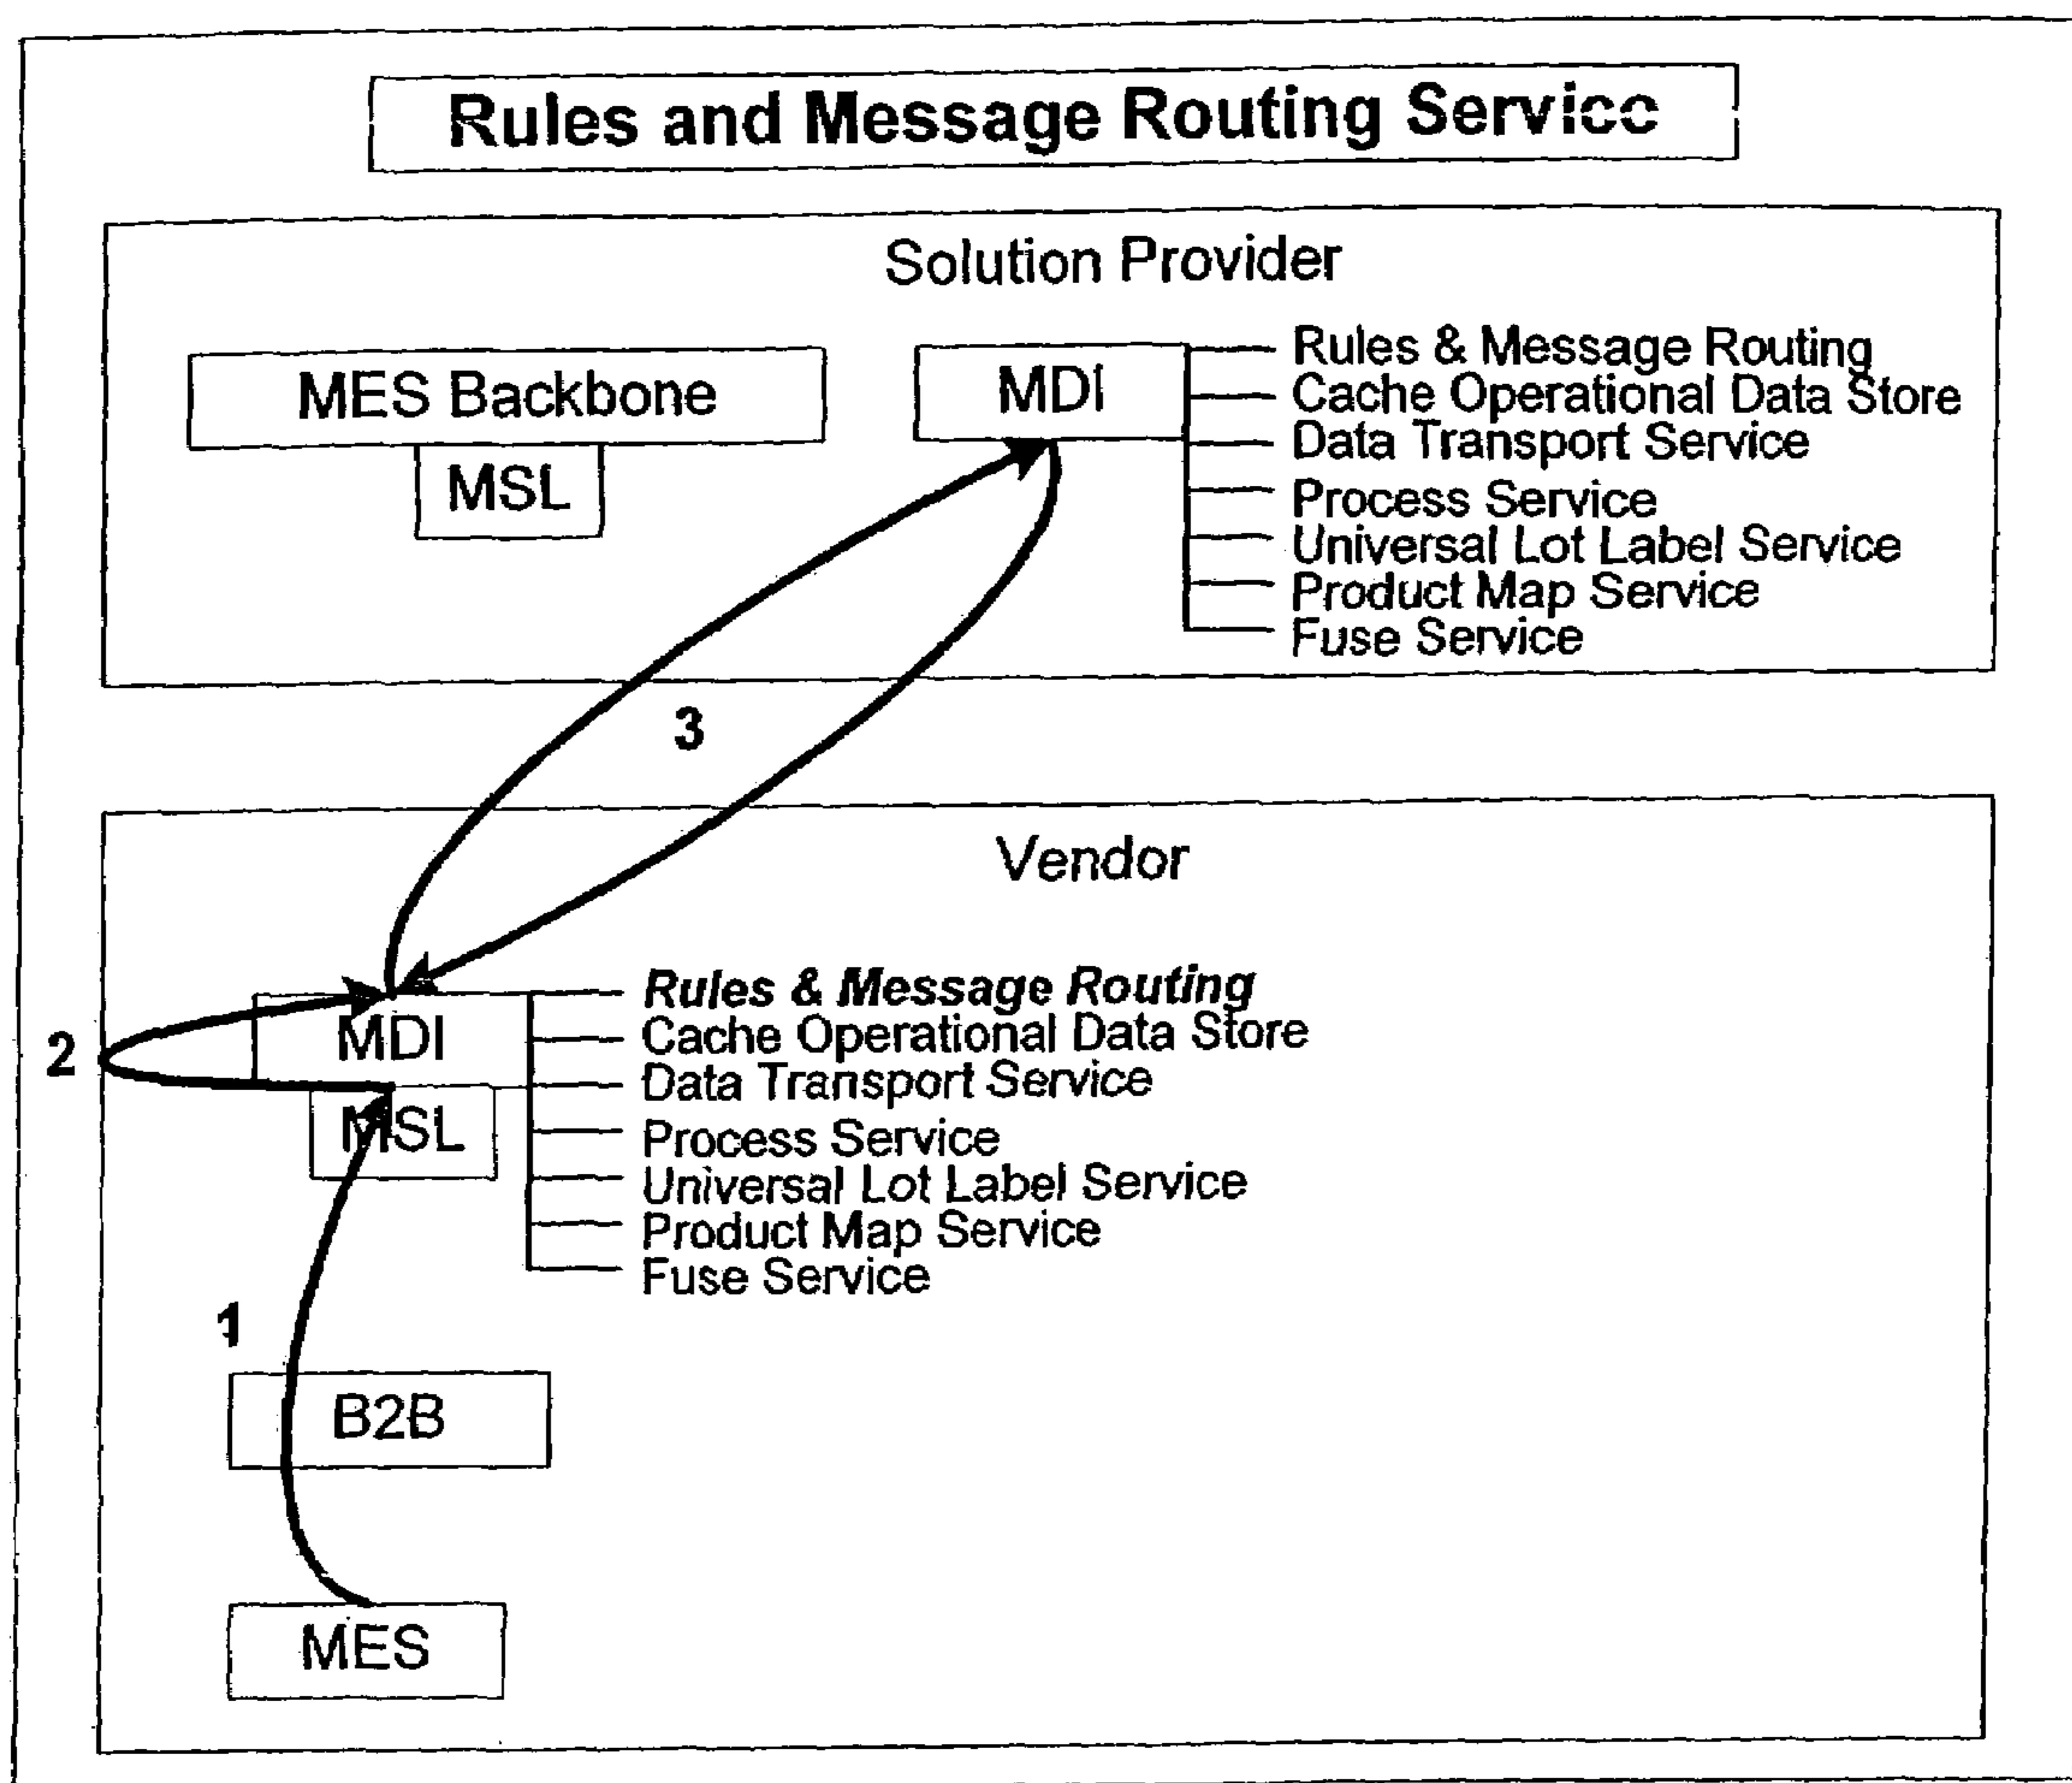 Rules and Message Routing Service
Solution Provider
MES Backbone
MSL
MDI
Rules & Message Routing
Cache Operational Data Store
Data Transport Service
Process Service
Universal Lot Label Service
Product Map Service
Fuse Service
3
Vendor
2
MDI
MSL
Rules & Message Routing
Cache Operational Data Store
Data Transport Service
Process Service
Universal Lot Label Service
Product Map Service
Fuse Service
1
B2B
MES